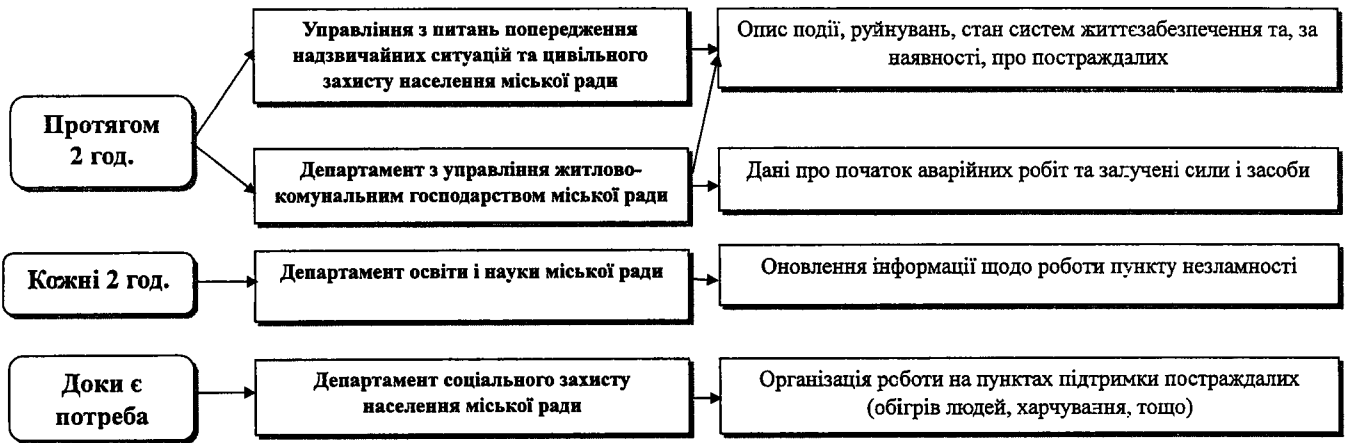 Протягом
2 год.
Управління з питань попередження
надзвичайних ситуацій та цивільного
захисту населення міської ради
Опис події, руйнувань, стан систем життєзабезпечення та, за
наявності, про постраждалих
Департамент з управління житлово-
комунальним господарством міської ради
Дані про початок аварійних робіт та залучені сили і засоби
Кожні 2 год.
Департамент освіти і науки міської ради
Оновлення інформації щодо роботи пункту незламності
Доки є
потреба
Департамент соціального захисту
населення міської ради
Організація роботи на пунктах підтримки постраждалих
(обігрів людей, харчування, тощо)